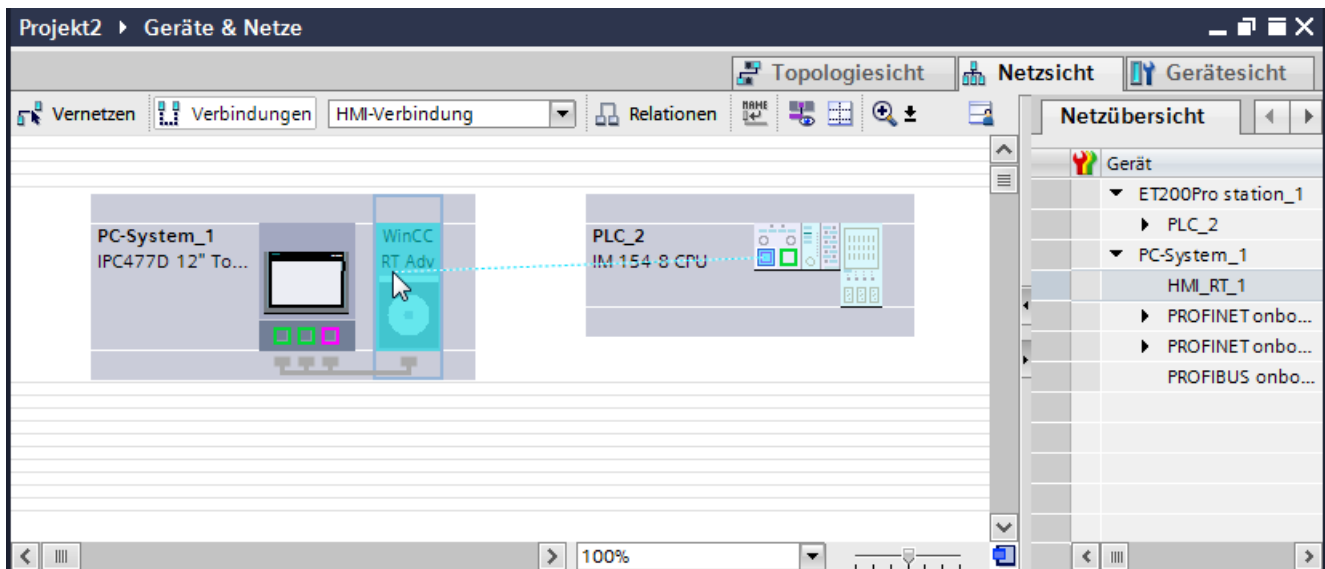 Projekt2 ▸ Geräte & Netze
Topologiesicht Netzsicht Gerätesicht
Vernetzen Verbindungen HMI-Verbindung Relationen NAME Netzübersicht
Gerät
ET200Pro station_1
PLC_2
PC-System_1
HMI_RT_1
PROFINET onbo...
PROFINET onbo...
PROFIBUS onbo...
PC-System_1
IPC477D 12" To...
WinCC
RT Adv
PLC_2
IM 154-8 CPU
100%